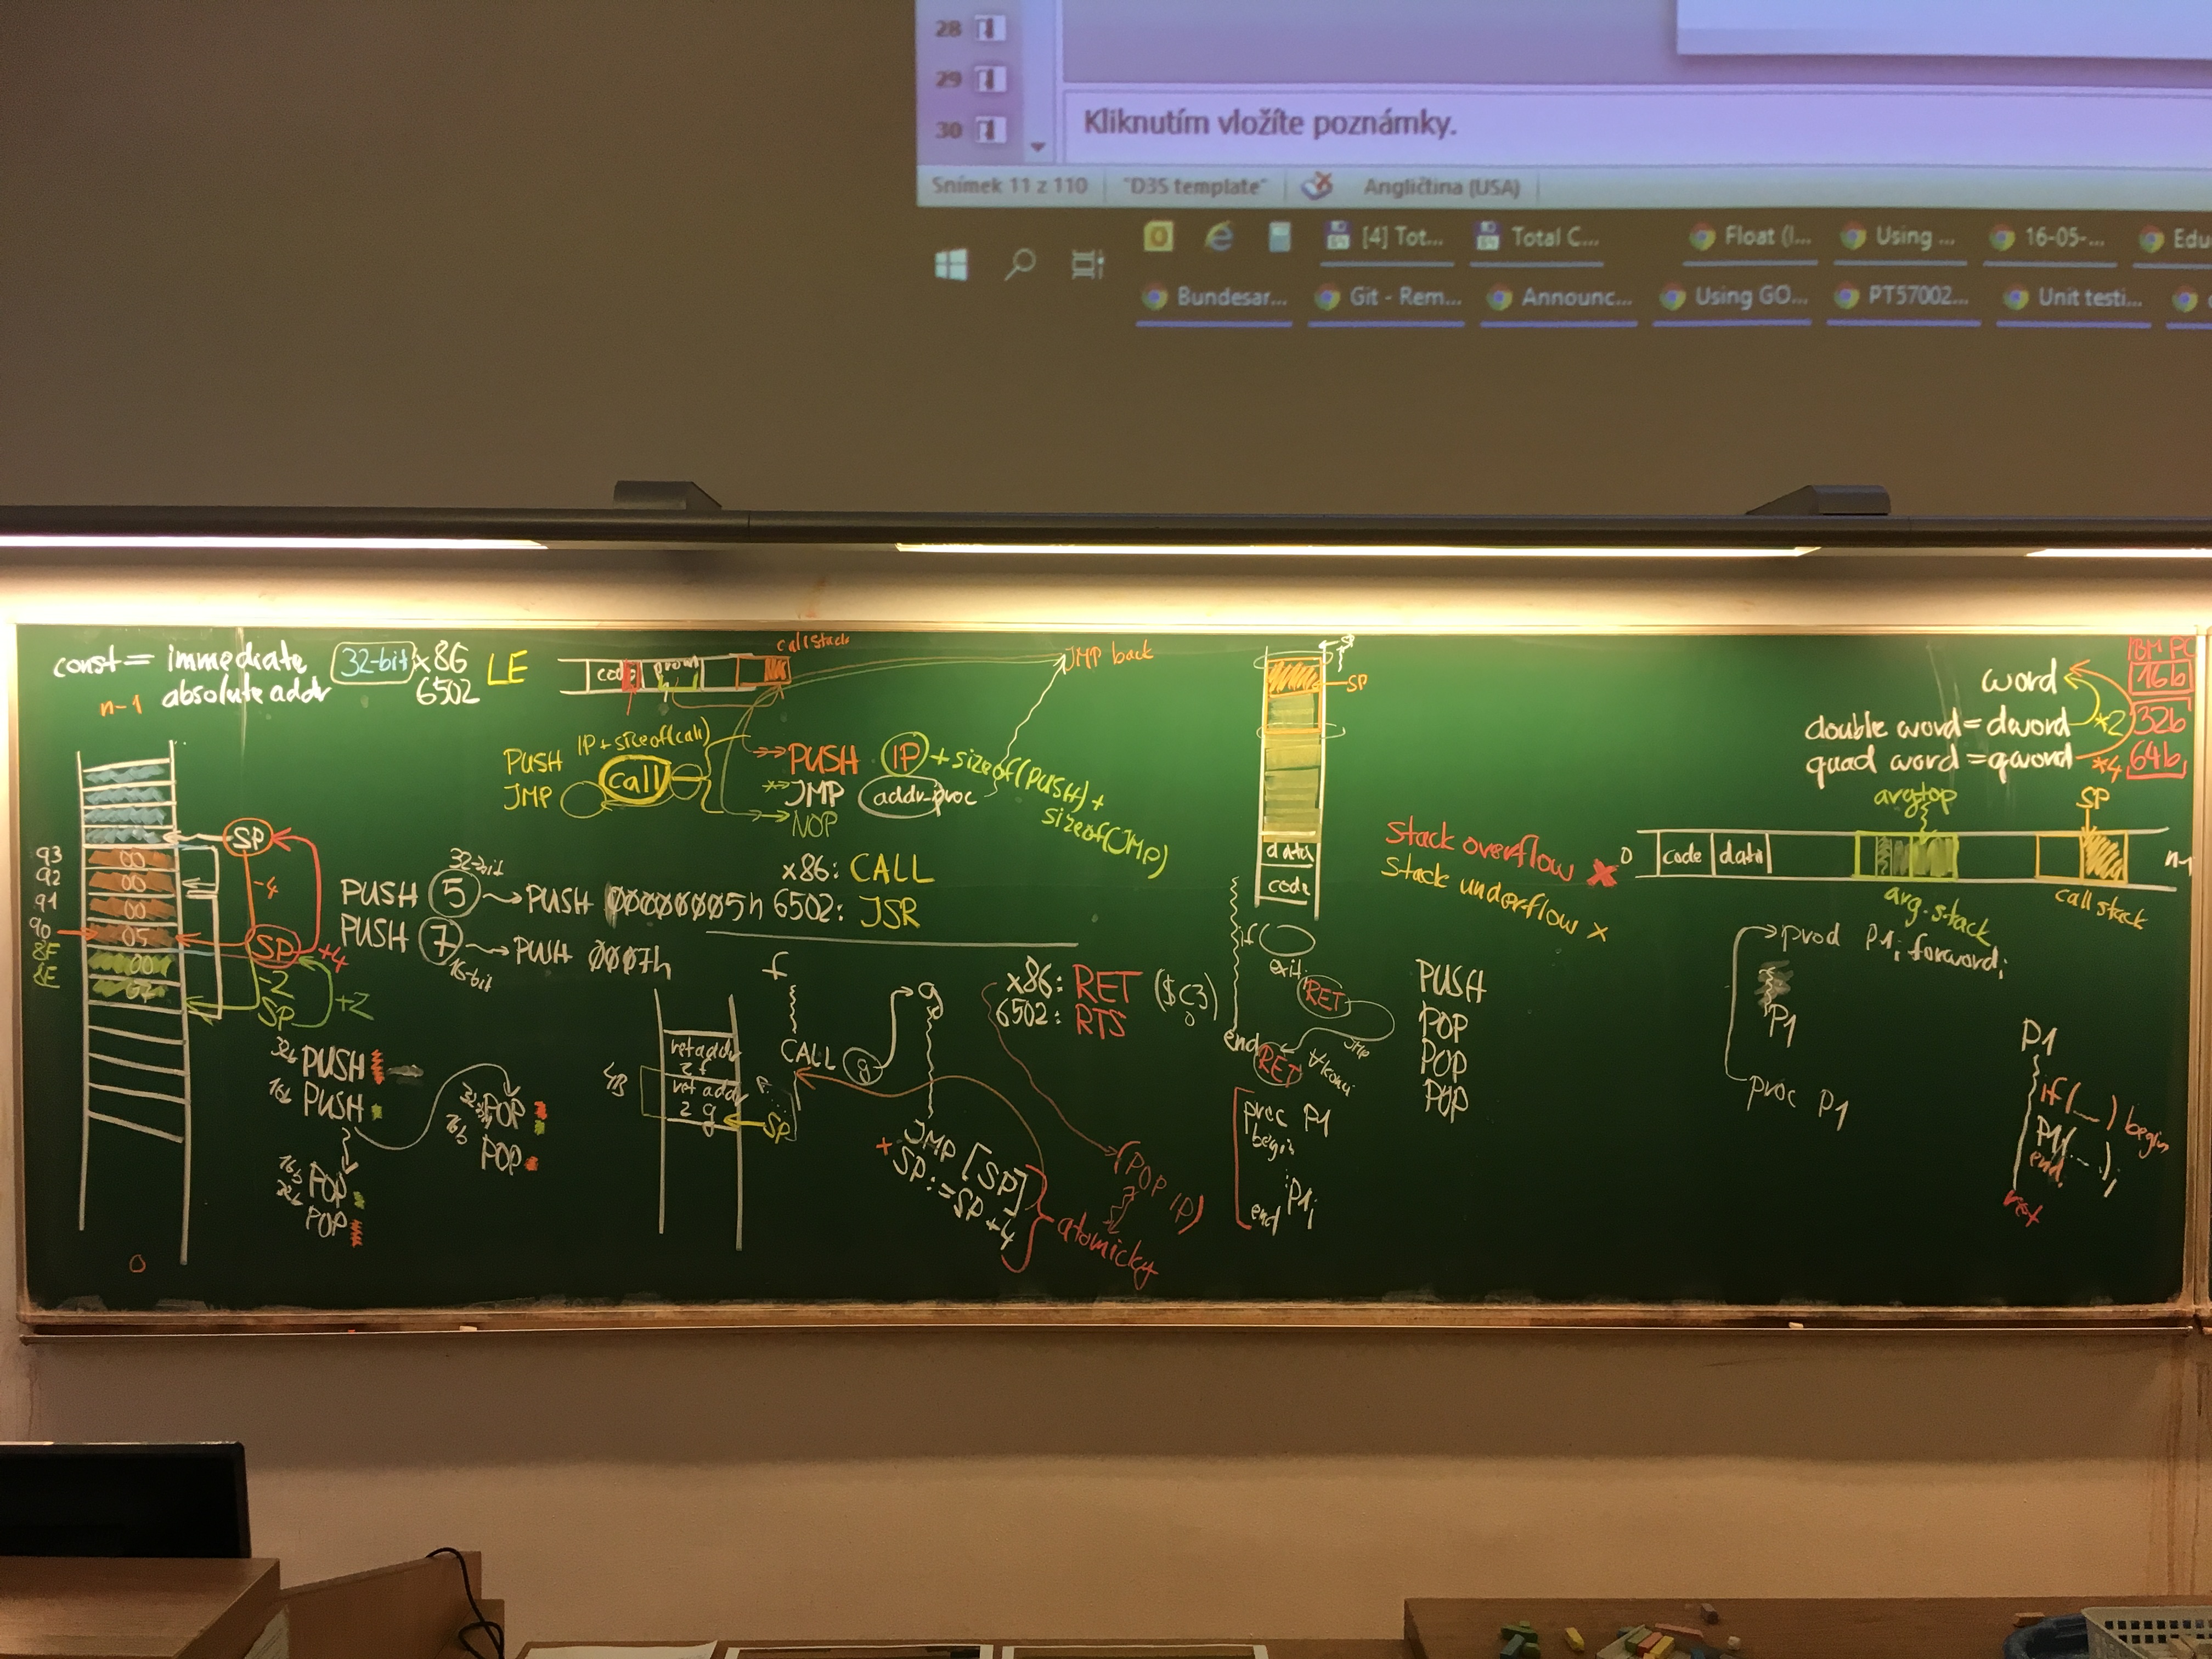 28
29
30
Kliknutím vložíte poznámky.
Snímek 11 z 110
"D3S template"
Angličtina (USA)
[4] Tot...
Total C...
Float (I...
Using ...
16-05-...
Edu
Bundesar...
Git - Rem...
Announc...
Using GO...
PT57002...
Unit testi...
const = immediate
absolute addr
32-bit x86
6502
LE
n-1
93
92
91
90
8F
8E
00
00
00
05
00
07
0
SP
-4
SP
+4
-2
SP
+2
32b PUSH
16b PUSH
16b POP
32b POP
POP
16b POP
code
call stack
PUSH IP + sizeof(call)
JMP
call
PUSH IP + sizeof(PUSH) +
sizeof(JMP)
JMP addr_proc
NOP
JMP back
x86: CALL
6502: JSR
32-bit
PUSH 5
PUSH 00000005h
PUSH 7
16-bit
PUSH 0007h
4B
ret addr
z f
ret addr
z g
SP
f
CALL g
g
JMP [SP]
+ SP := SP + 4
atomicky
x86: RET ($C3)
6502: RTS
(POP IP)
SP
data
code
if
exit
RET
JMP
end
RET
proc P1
begin
P1;
end
Stack overflow
Stack underflow
PUSH
POP
POP
POP
IBM PC
word
16b
double word = dword
*2
32b
quad word = qword
*4
64b
argtop
SP
0
code
data
n-1
arg. stack
call stack
P1; forward;
P1
proc P1
P1
if (...) begin
P1(...);
end
ret